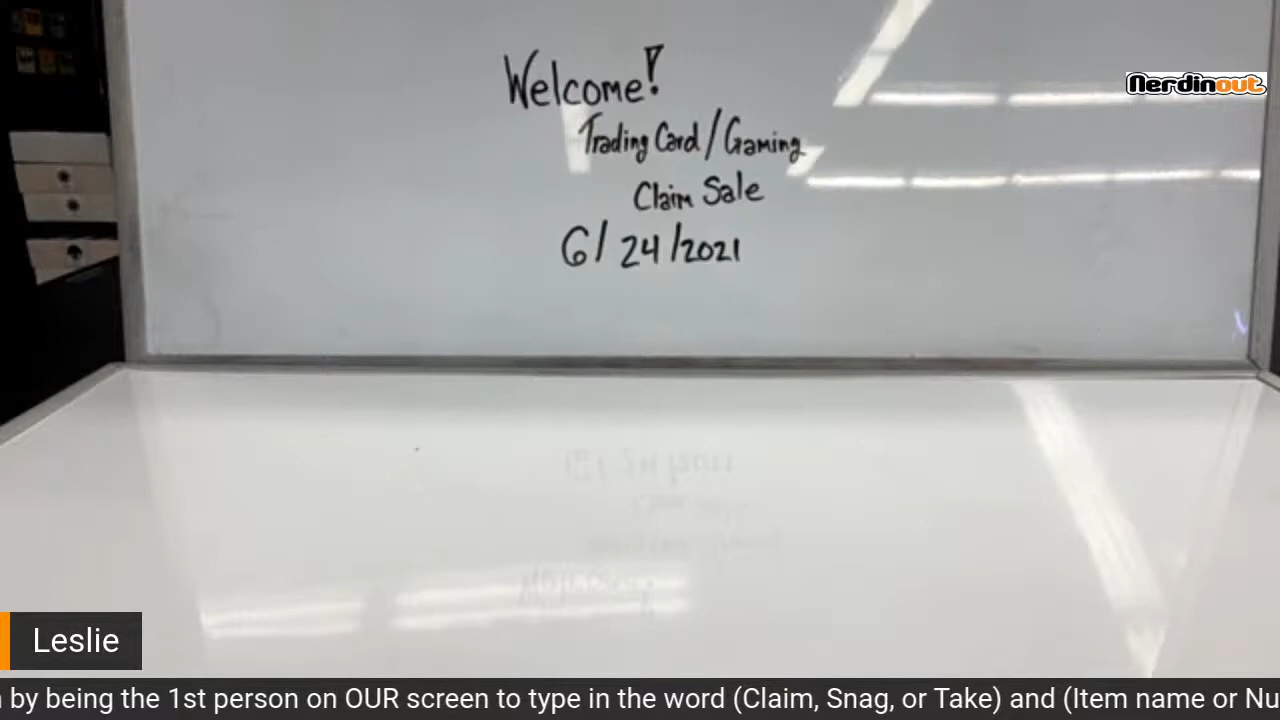 Welcome!
Nerdinout
Trading Card / Gaming
Claim Sale
6/24/2021
Leslie
by being the 1st person on OUR screen to type in the word (Claim, Snag, or Take) and (Item name or Nu